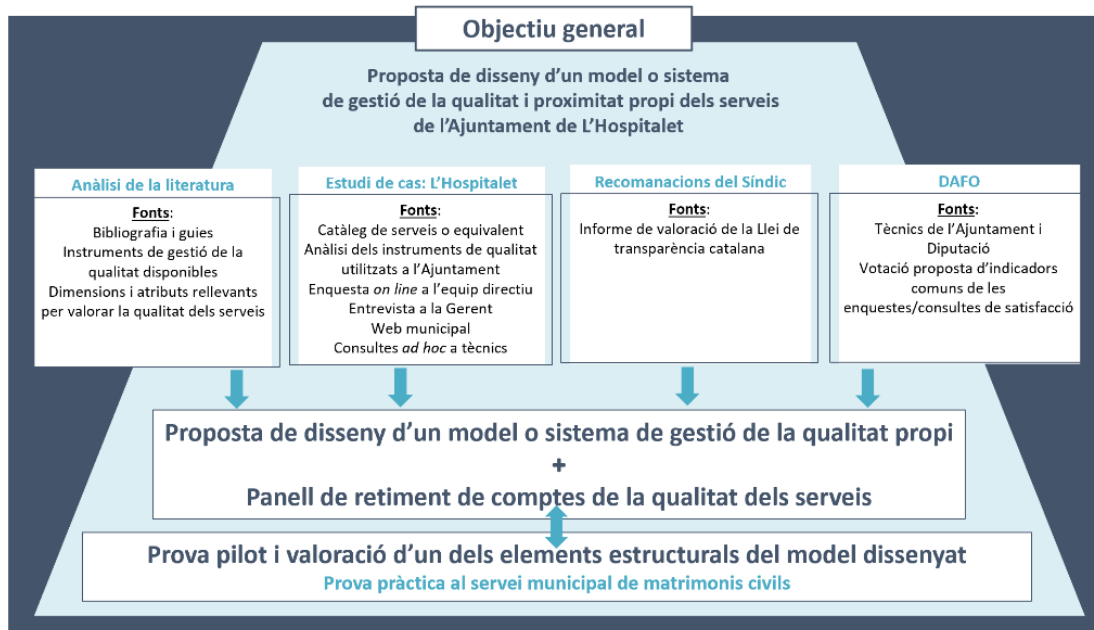 Objectiu general
Proposta de disseny d'un model o sistema
de gestió de la qualitat i proximitat propi dels serveis
de l'Ajuntament de L'Hospitalet
Anàlisi de la literatura
Fonts:
Bibliografia i guies
Instruments de gestió de la
qualitat disponibles
Dimensions i atributs rellevants
per valorar la qualitat dels serveis
Estudi de cas: L'Hospitalet
Fonts:
Catàleg de serveis o equivalent
Anàlisi dels instruments de qualitat
utilitzats a l'Ajuntament
Enquesta on line a l'equip directiu
Entrevista a la Gerent
Web municipal
Consultes ad hoc a tècnics
Recomanacions del Síndic
Fonts:
Informe de valoració de la Llei de
transparència catalana
DAFO
Fonts:
Tècnics de l'Ajuntament i
Diputació
Votació proposta d'indicadors
comuns de les
enquestes/consultes de satisfacció
Proposta de disseny d'un model o sistema de gestió de la qualitat propi
+
Panell de retiment de comptes de la qualitat dels serveis
Prova pilot i valoració d'un dels elements estructurals del model dissenyat
Prova pràctica al servei municipal de matrimonis civils